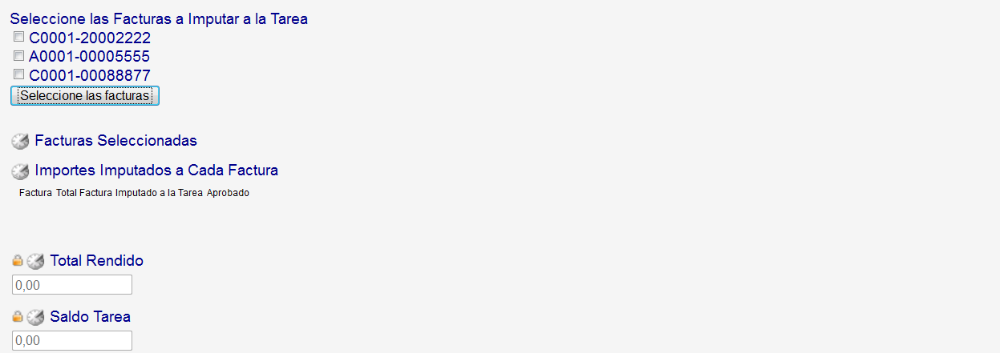 Seleccione las Facturas a Imputar a la Tarea
C0001-20002222
A0001-00005555
C0001-00088877
Seleccione las facturas
Facturas Seleccionadas
Importes Imputados a Cada Factura
Factura Total Factura Imputado a la Tarea Aprobado
Total Rendido
0,00
Saldo Tarea
0,00